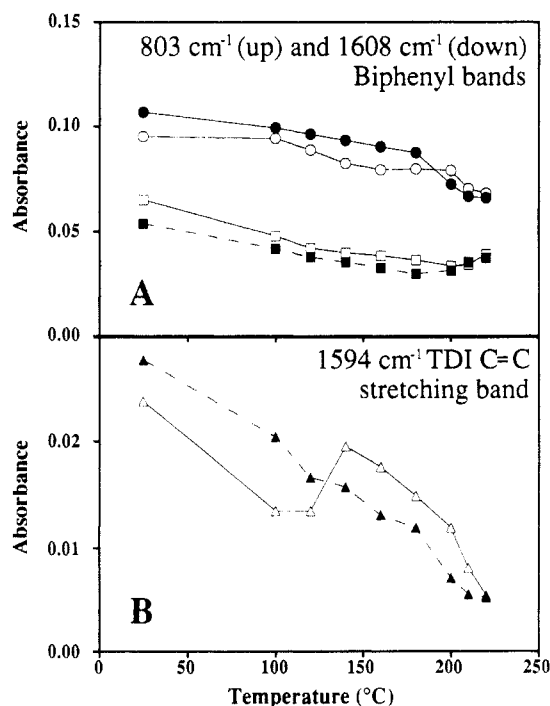 0.15
803 cm⁻¹ (up) and 1608 cm⁻¹ (down)
Biphenyl bands
0.10
Absorbance
0.05
A
0.00
1594 cm⁻¹ TDI C=C
stretching band
0.02
Absorbance
0.01
B
0.00
0 50 100 150 200 250
Temperature (°C)